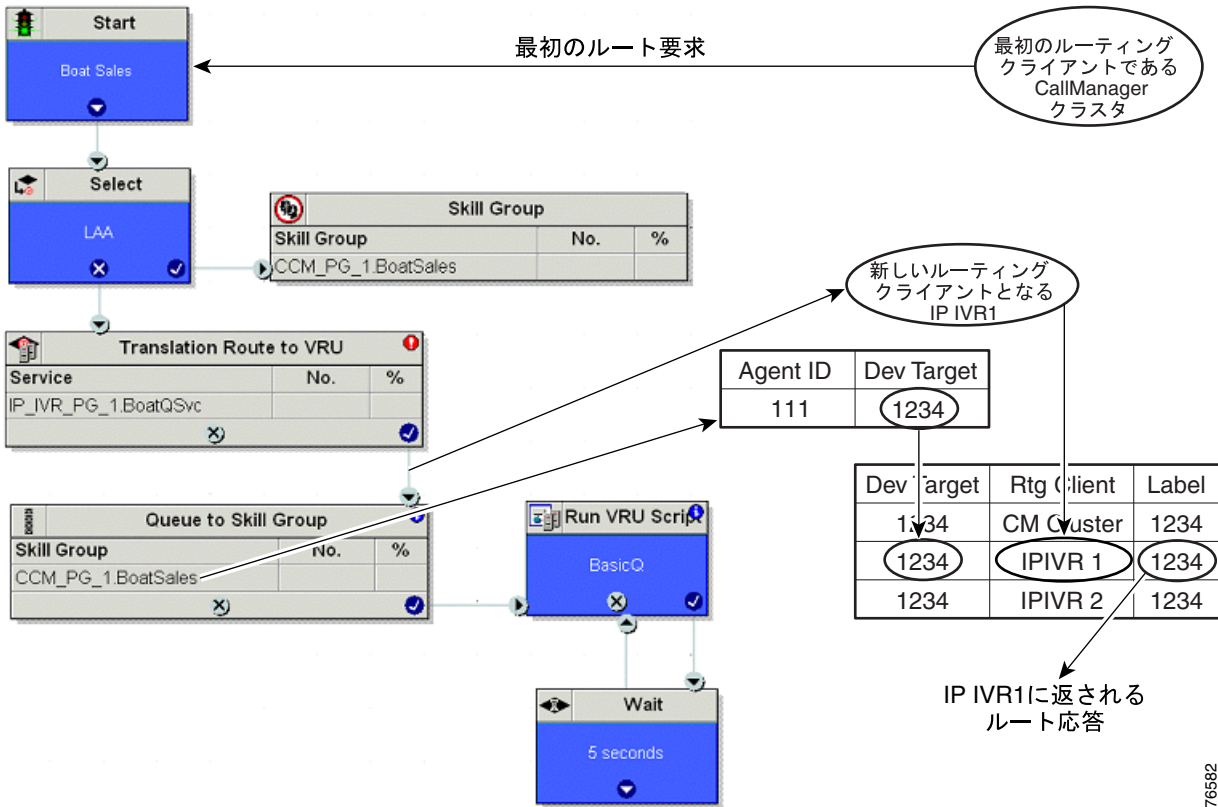 Start
Boat Sales
最初のルート要求
最初のルーティング
クライアントである
CallManager
クラスタ
Select
LAA
Skill Group
Skill Group No. %
CCM_PG_1.BoatSales
新しいルーティング
クライアントとなる
IP IVR1
Translation Route to VRU
Service No. %
IP_IVR_PG_1.BoatQSvc
Agent ID Dev Target
111 1234
Queue to Skill Group
Skill Group No. %
CCM_PG_1.BoatSales
Run VRU Script
BasicQ
Dev Target Rtg Client Label
1234 CM Cluster 1234
1234 IPIVR 1 1234
1234 IPIVR 2 1234
Wait
5 seconds
IP IVR1に返される
ルート応答
76582